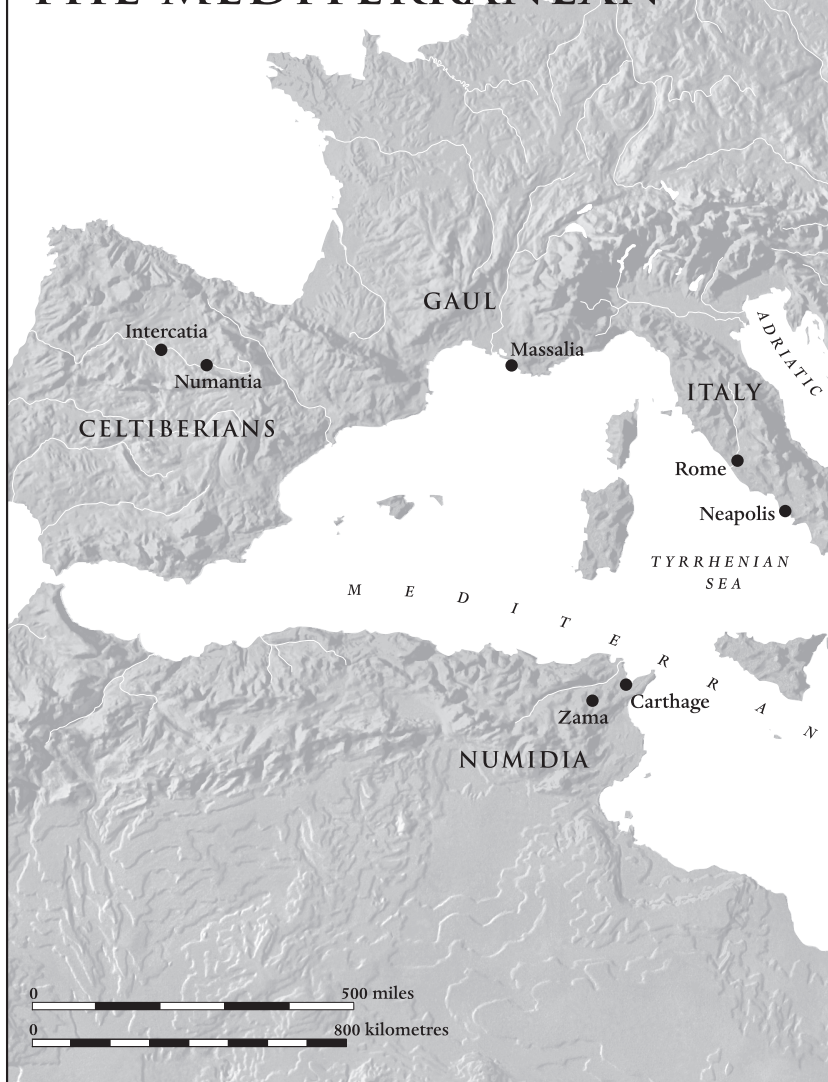 THE MEDITERRANEAN
GAUL
Intercatia
Massalia
Numantia
ADRIATIC
ITALY
CELTIBERIANS
Rome
Neapolis
TYRRHENIAN
SEA
MEDITERRAN
Carthage
Zama
NUMIDIA
0 500 miles
0 800 kilometres